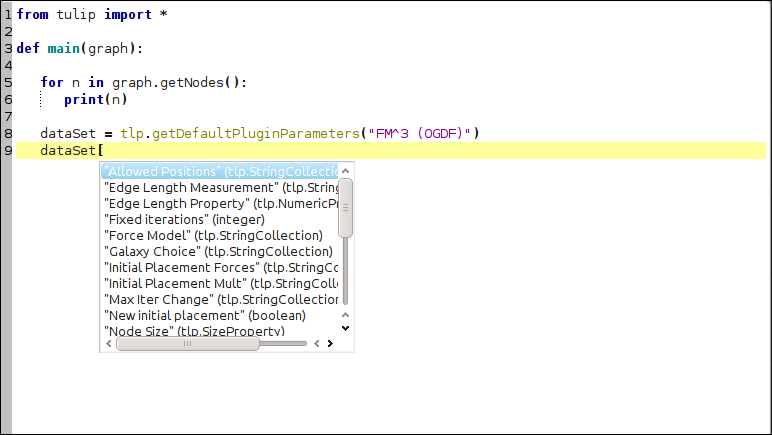 1 from tulip import *
2
3 def main(graph):
4
5    for n in graph.getNodes():
6       print(n)
7
8    dataSet = tlp.getDefaultPluginParameters("FM^3 (OGDF)")
9    dataSet[
"Allowed Positions" (tlp.StringCollectio
"Edge Length Measurement" (tlp.String
"Edge Length Property" (tlp.NumericPr
"Fixed iterations" (integer)
"Force Model" (tlp.StringCollection)
"Galaxy Choice" (tlp.StringCollection)
"Initial Placement Forces" (tlp.StringCc
"Initial Placement Mult" (tlp.StringColl
"Max Iter Change" (tlp.StringCollection
"New initial placement" (boolean)
"Node Size" (tlp.SizeProperty)